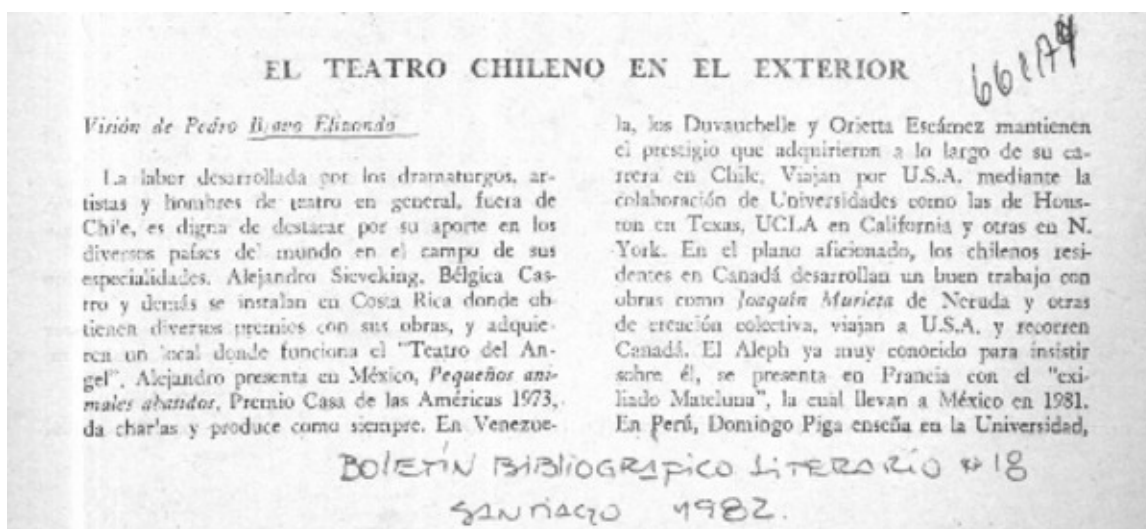 EL TEATRO CHILENO EN EL EXTERIOR
661174
Visión de Pedro Bravo Elizondo
La labor desarrollada por los dramaturgos, ar-
tistas y hombres de teatro en general, fuera de
Chi'e, es digna de destacar por su aporte en los
diversos países del mundo en el campo de sus
especialidades. Alejandro Sieveking, Bélgica Cas-
tro y demás se instalan en Costa Rica donde ob-
tienen diversos premios con sus obras, y adquie-
ren un local donde funciona el "Teatro del An-
gel". Alejandro presenta en México, Pequeños ani-
males abatidos, Premio Casa de las Américas 1973,
da char'as y produce como siempre. En Venezue-
la, los Duvauchelle y Orietta Escámez mantienen
el prestigio que adquirieron a lo largo de su ca-
rrera en Chile. Viajan por U.S.A. mediante la
colaboración de Universidades como las de Hous-
ton en Texas, UCLA en California y otras en N.
York. En el plano aficionado, los chilenos resi-
dentes en Canadá desarrollan un buen trabajo con
obras como Joaquín Murieta de Neruda y otras
de creación colectiva, viajan a U.S.A. y recorren
Canadá. El Aleph ya muy conocido para insistir
sobre él, se presenta en Francia con el "exi-
liado Mateluna", la cual llevan a México en 1981.
En Perú, Domingo Piga enseña en la Universidad,
BOLETÍN BIBLIOGRAFICO LITERARIO #18
SANTIAGO 1982.